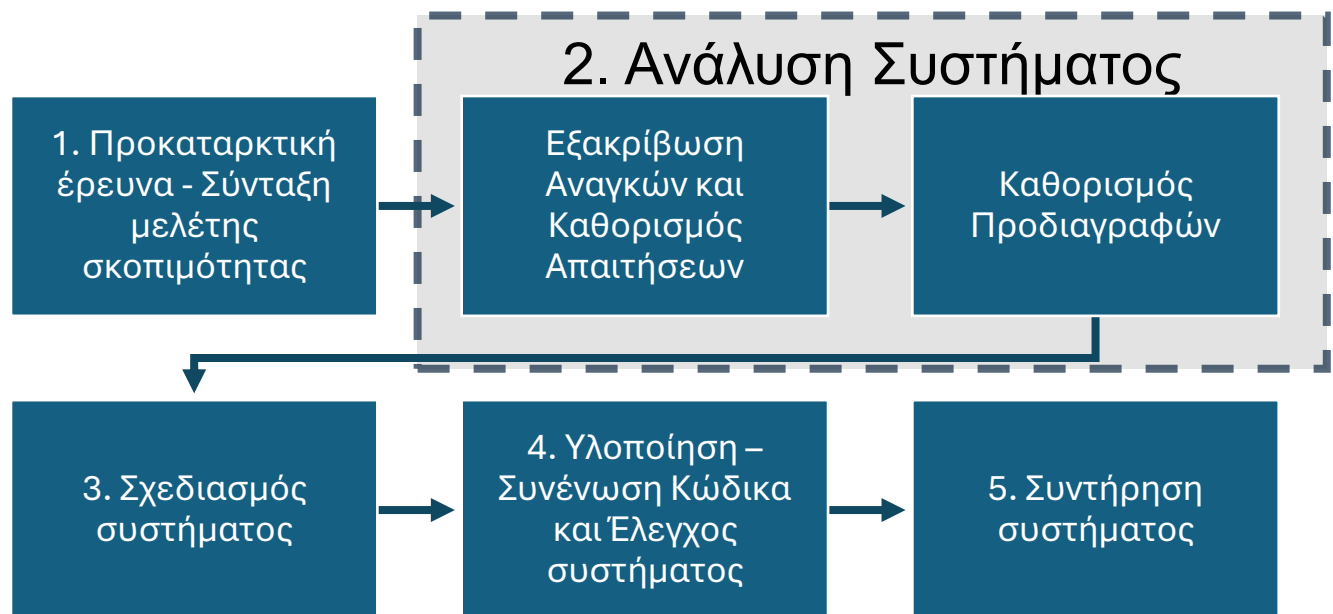 2. Ανάλυση Συστήματος
1. Προκαταρκτική
έρευνα - Σύνταξη
μελέτης
σκοπιμότητας
Εξακρίβωση
Αναγκών και
Καθορισμός
Απαιτήσεων
Καθορισμός
Προδιαγραφών
3. Σχεδιασμός
συστήματος
4. Υλοποίηση –
Συνένωση Κώδικα
και Έλεγχος
συστήματος
5. Συντήρηση
συστήματος